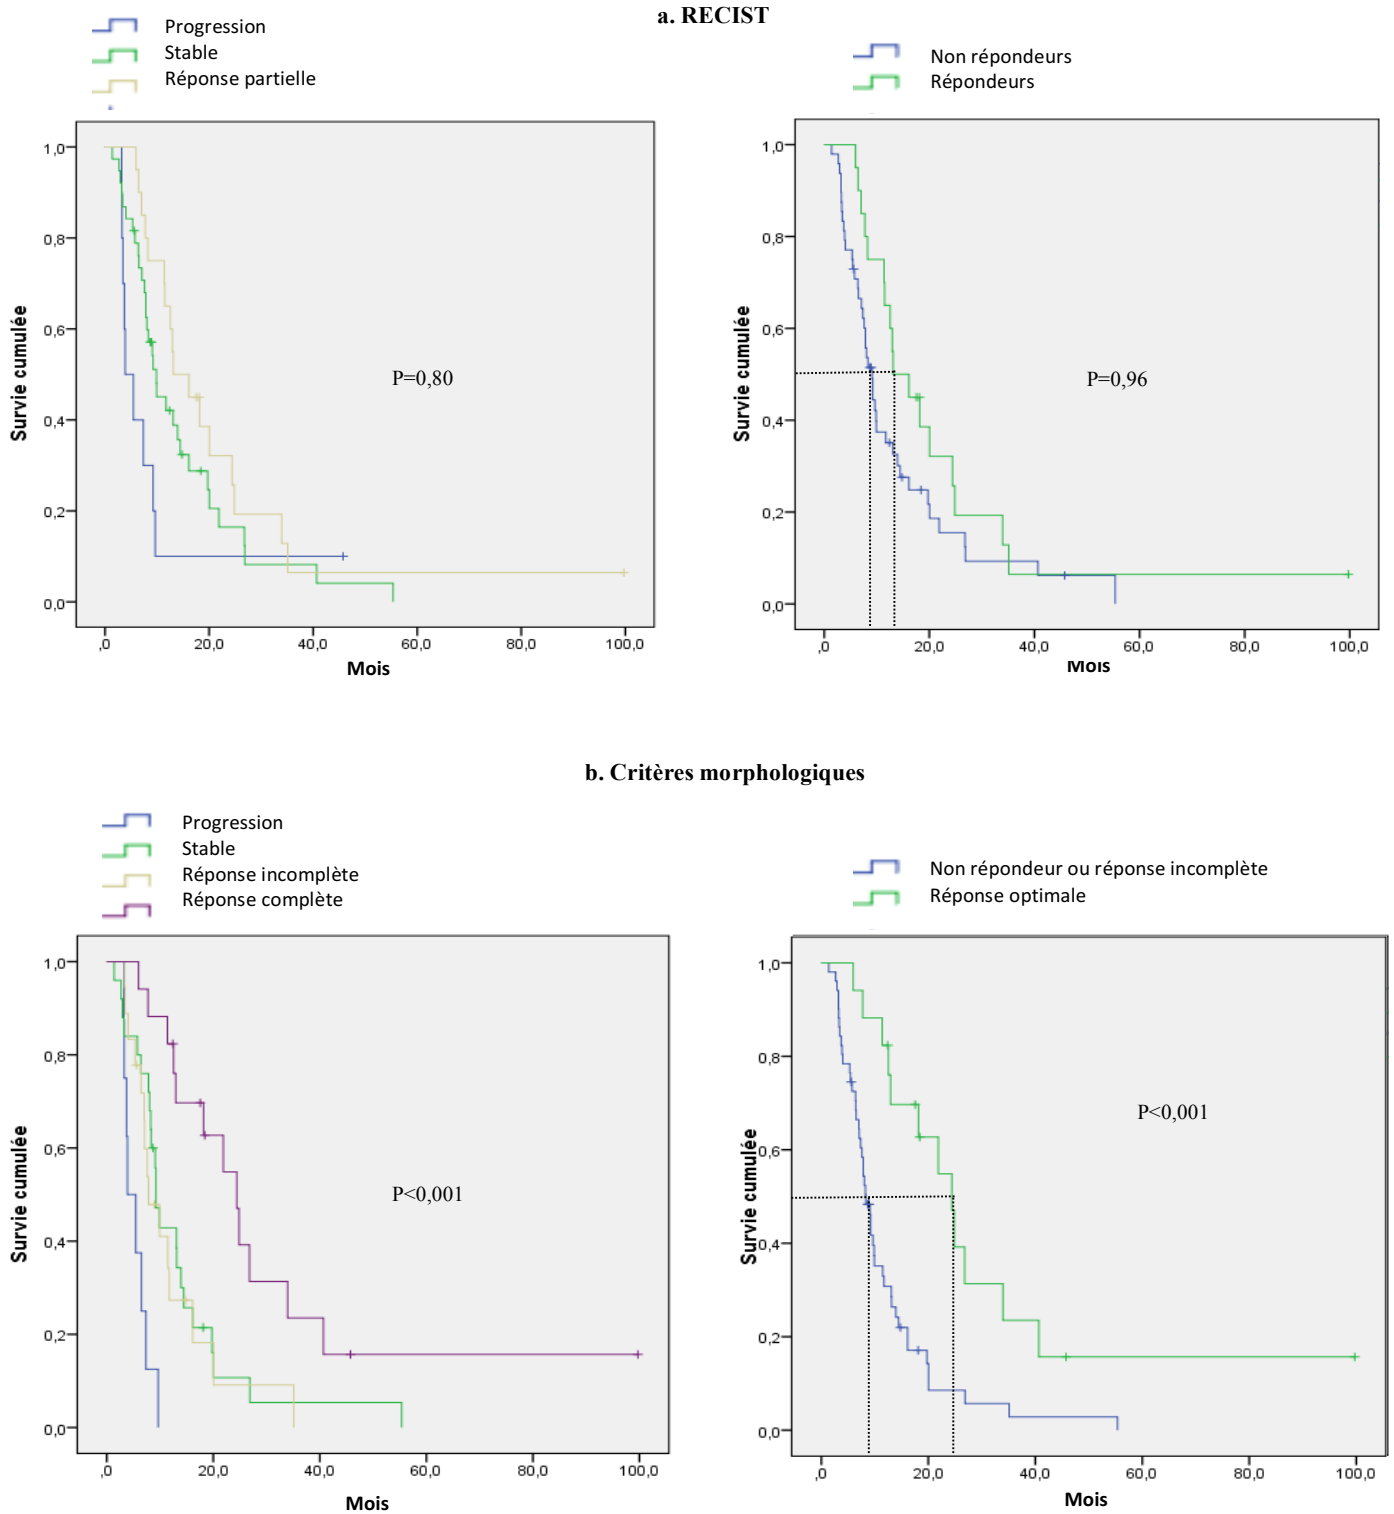 a. RECIST
Progression
Stable
Réponse partielle
Non répondeurs
Répondeurs
Survie cumulée
1,0
0,8
0,6
0,4
0,2
0,0
P=0,80
,0 20,0 40,0 60,0 80,0 100,0
Mois
Survie cumulée
1,0
0,8
0,6
0,4
0,2
0,0
P=0,96
,0 20,0 40,0 60,0 80,0 100,0
Mois
b. Critères morphologiques
Progression
Stable
Réponse incomplète
Réponse complète
Non répondeur ou réponse incomplète
Réponse optimale
Survie cumulée
1,0
0,8
0,6
0,4
0,2
0,0
P<0,001
,0 20,0 40,0 60,0 80,0 100,0
Mois
Survie cumulée
1,0
0,8
0,6
0,4
0,2
0,0
P<0,001
,0 20,0 40,0 60,0 80,0 100,0
Mois